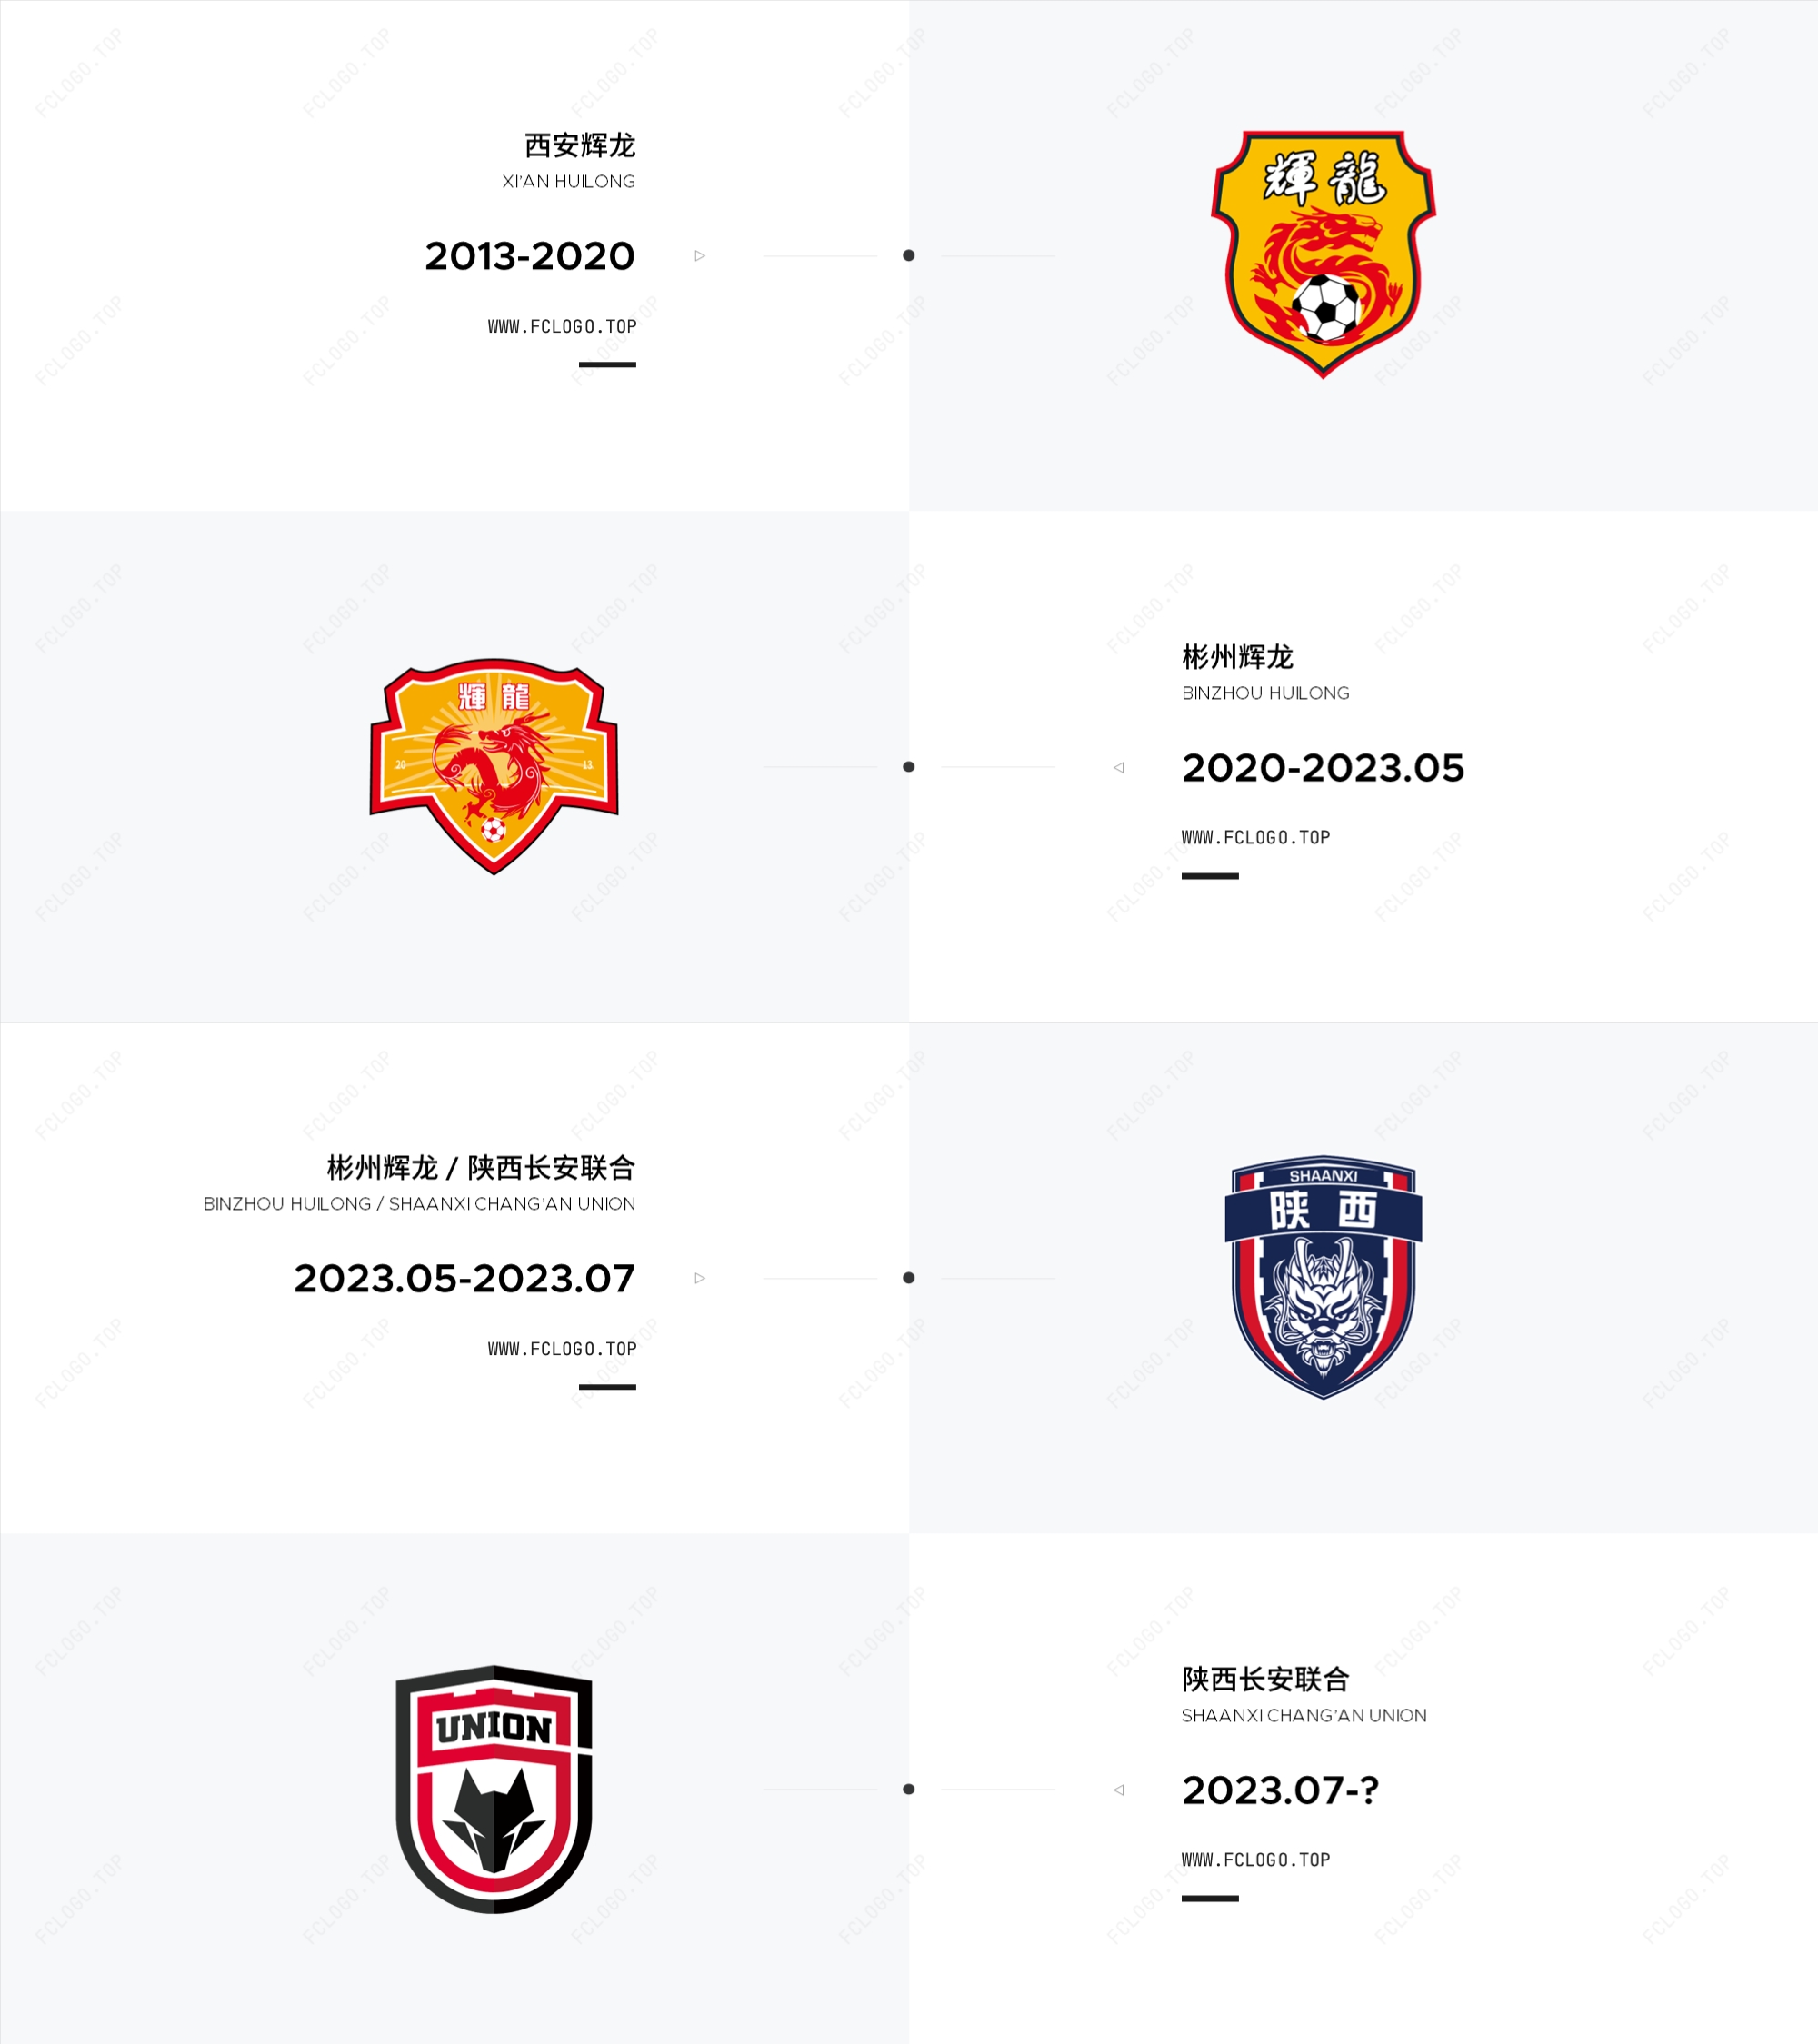 西安辉龙
XI'AN HUILONG
2013-2020
WWW.FCLOGO.TOP
輝龍
輝龍
20 13
彬州辉龙
BINZHOU HUILONG
2020-2023.05
WWW.FCLOGO.TOP
彬州辉龙 / 陕西长安联合
BINZHOU HUILONG / SHAANXI CHANG'AN UNION
2023.05-2023.07
WWW.FCLOGO.TOP
SHAANXI
陕西
UNION
陕西长安联合
SHAANXI CHANG'AN UNION
2023.07-?
WWW.FCLOGO.TOP
FCLOGO.TOP